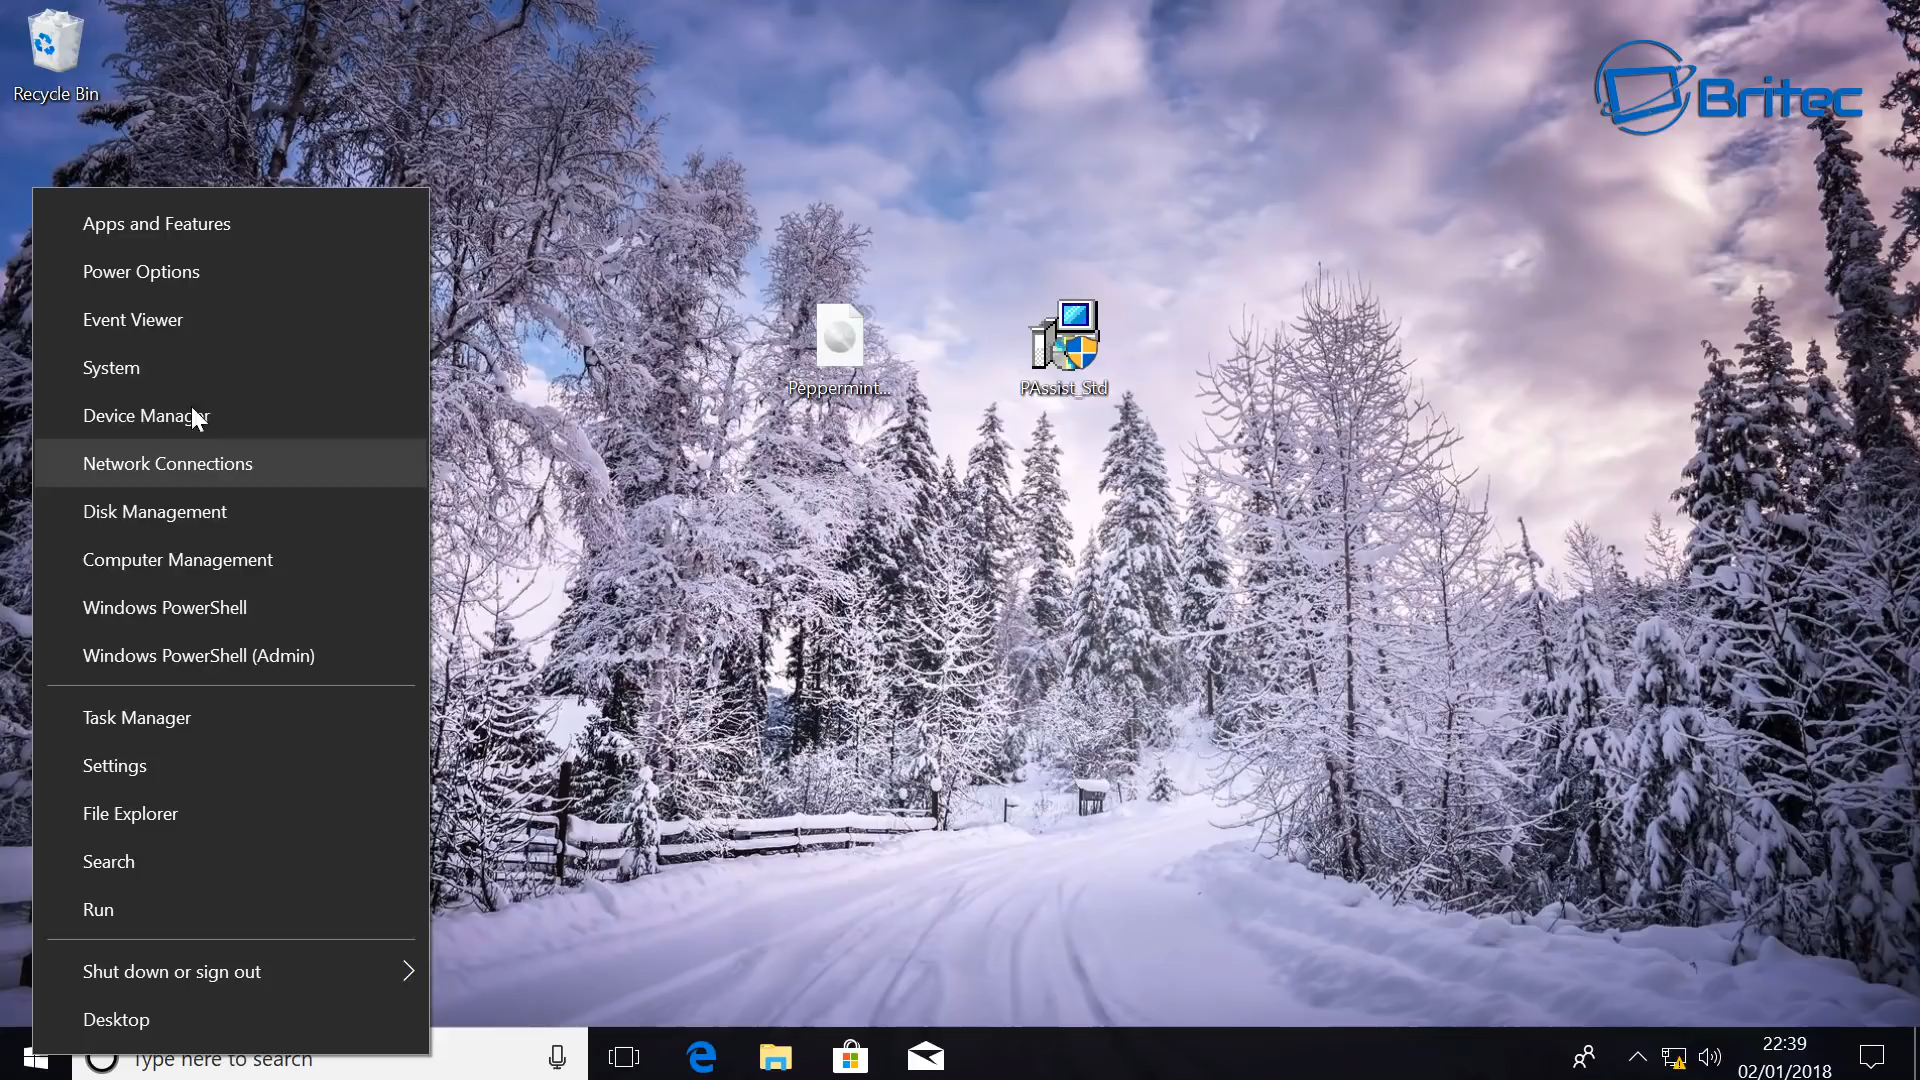 Recycle Bin
Britec
Apps and Features
Power Options
Event Viewer
System
Device Manager
Network Connections
Disk Management
Computer Management
Windows PowerShell
Windows PowerShell (Admin)
Task Manager
Settings
File Explorer
Search
Run
Shut down or sign out
Desktop
Peppermint...
PAssist_Std
Type here to search
22:39
02/01/2018